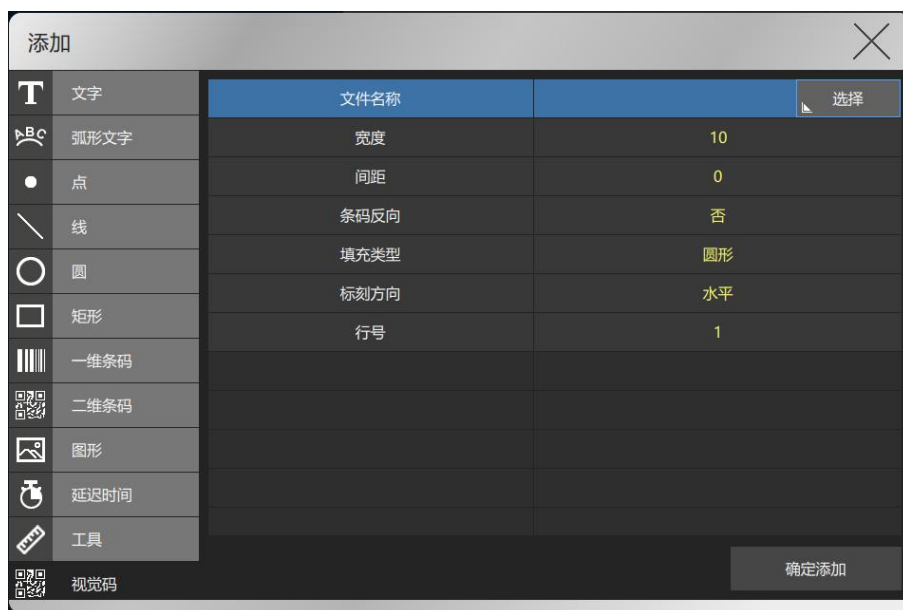 添加
文字
弧形文字
点
线
圆
矩形
一维条码
二维条码
图形
延迟时间
工具
视觉码
文件名称 选择
宽度 10
间距 0
条码反向 否
填充类型 圆形
标刻方向 水平
行号 1
确定添加